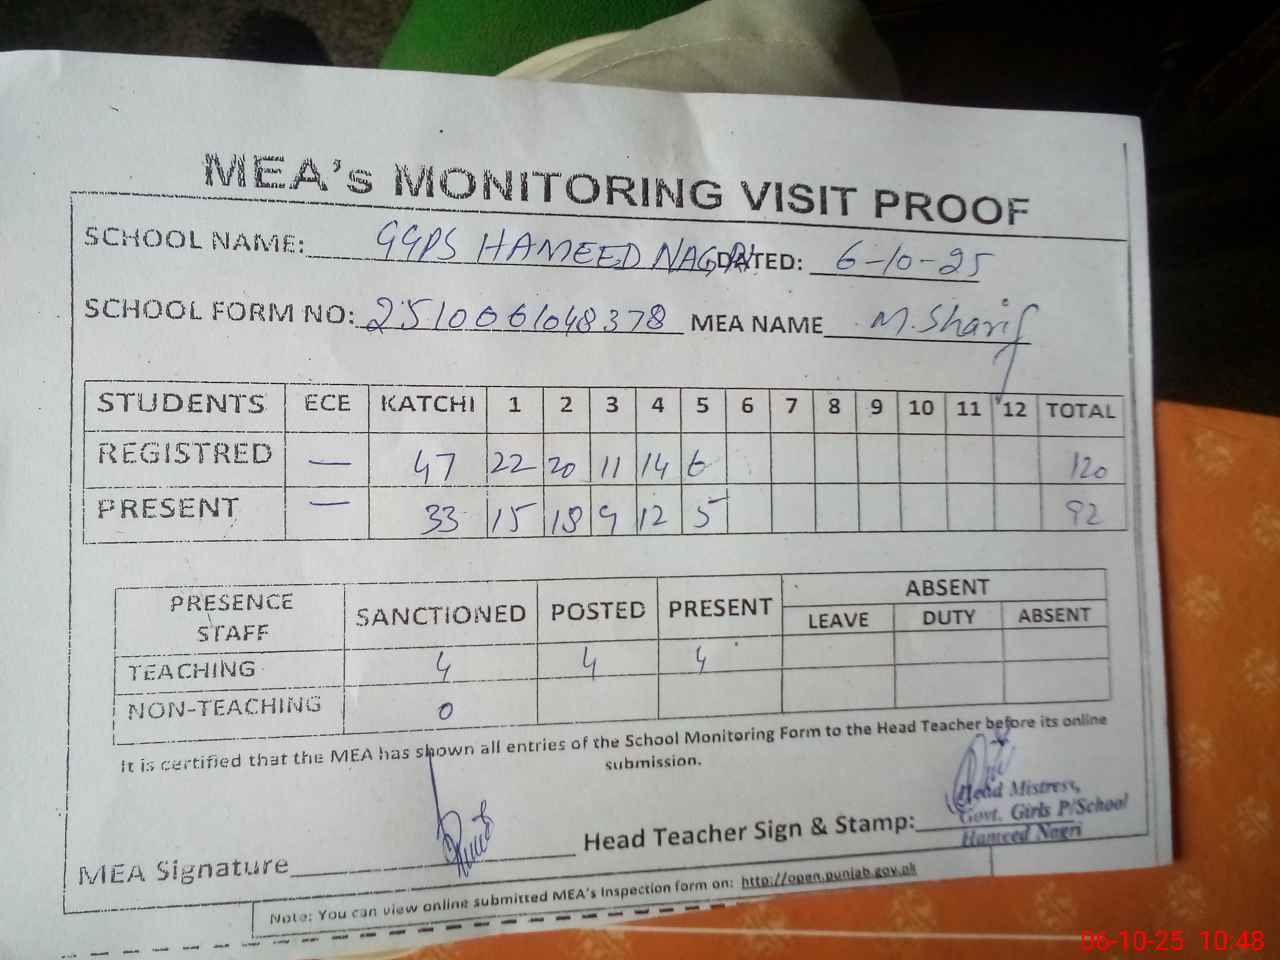 MEA's MONITORING VISIT PROOF
SCHOOL NAME: GGPS HAMEED NAGRI DATED: 6-10-25
SCHOOL FORM NO: 2510061048378 MEA NAME M. Sharif
STUDENTS ECE KATCHI 1 2 3 4 5 6 7 8 9 10 11 12 TOTAL
REGISTRED — 47 22 20 11 14 6 120
PRESENT — 33 15 18 9 12 5 92
PRESENCE STAFF SANCTIONED POSTED PRESENT ABSENT
LEAVE DUTY ABSENT
TEACHING 4 4 4
NON-TEACHING 0
It is certified that the MEA has shown all entries of the School Monitoring Form to the Head Teacher before its online
submission.
Head Mistress,
Govt. Girls P/School
Hameed Nagri
MEA Signature Head Teacher Sign & Stamp:
Note: You can view online submitted MEA's Inspection form on: http://open.punjab.gov.pk
06-10-25 10:48